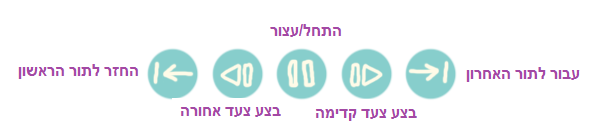 התחל/עצור
עבור לתור האחרון
החזר לתור הראשון
בצע צעד קדימה
בצע צעד אחורה